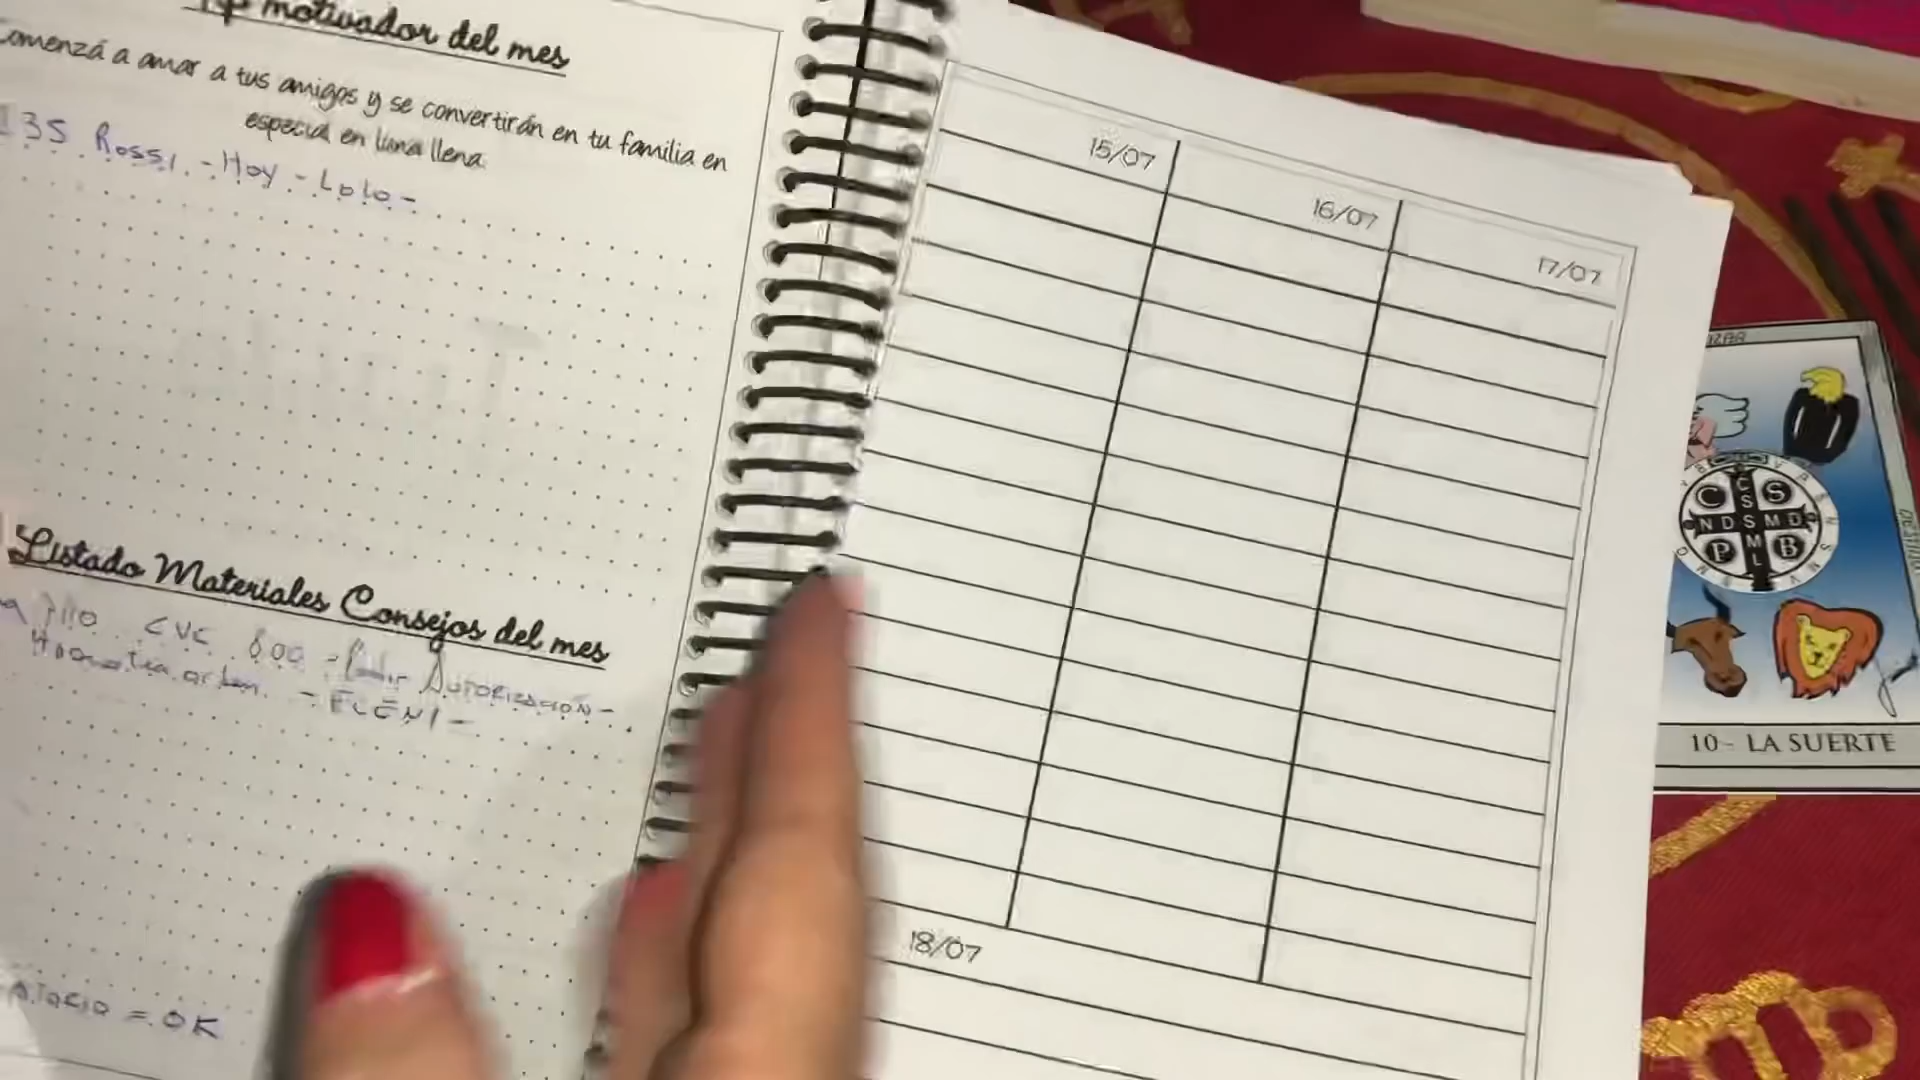 Tip motivador del mes
Comenzá a amar a tus amigos y se convertirán en tu familia en
especial en luna llena.
135 Rossi - Hoy - Lolo -
Listado Materiales Consejos del mes
CVC 800 - Autorización -
- ELENI -
= OK
15/07
16/07
17/07
18/07
C S
S
S
N D S M D
M
L
P B
10 - LA SUERTE